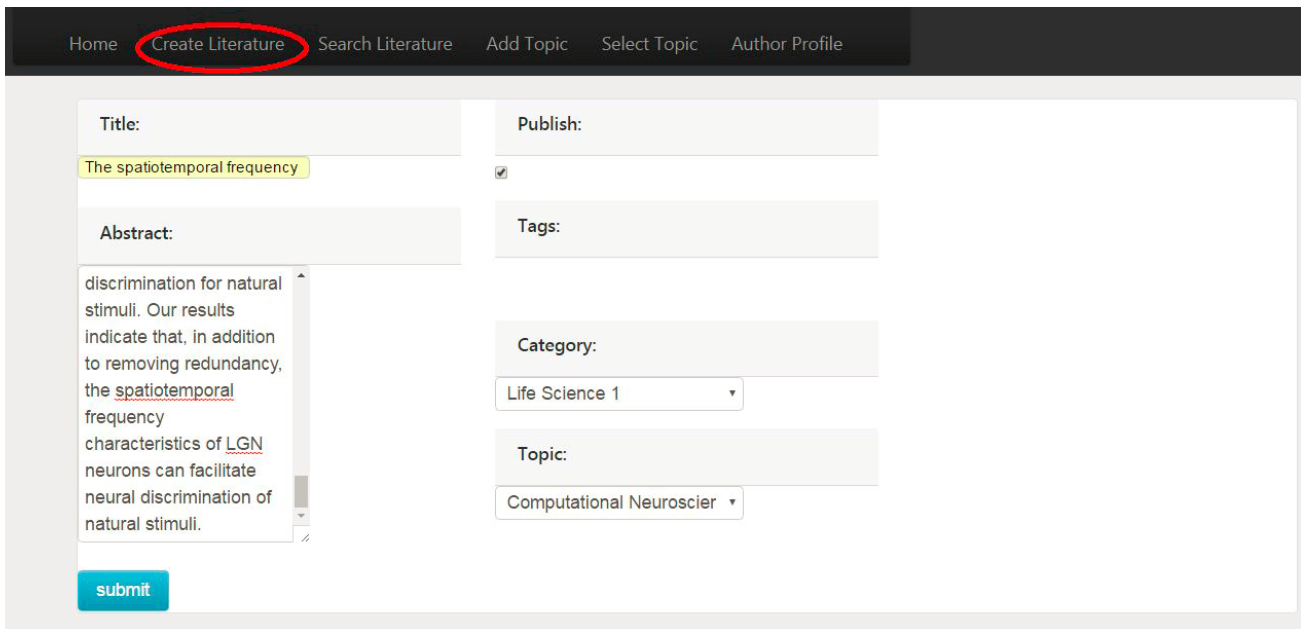 Home Create Literature Search Literature Add Topic Select Topic Author Profile
Title:
The spatiotemporal frequency
Abstract:
discrimination for natural
stimuli. Our results
indicate that, in addition
to removing redundancy,
the spatiotemporal
frequency
characteristics of LGN
neurons can facilitate
neural discrimination of
natural stimuli.
submit
Publish:
Tags:
Category:
Life Science 1
Topic:
Computational Neuroscier